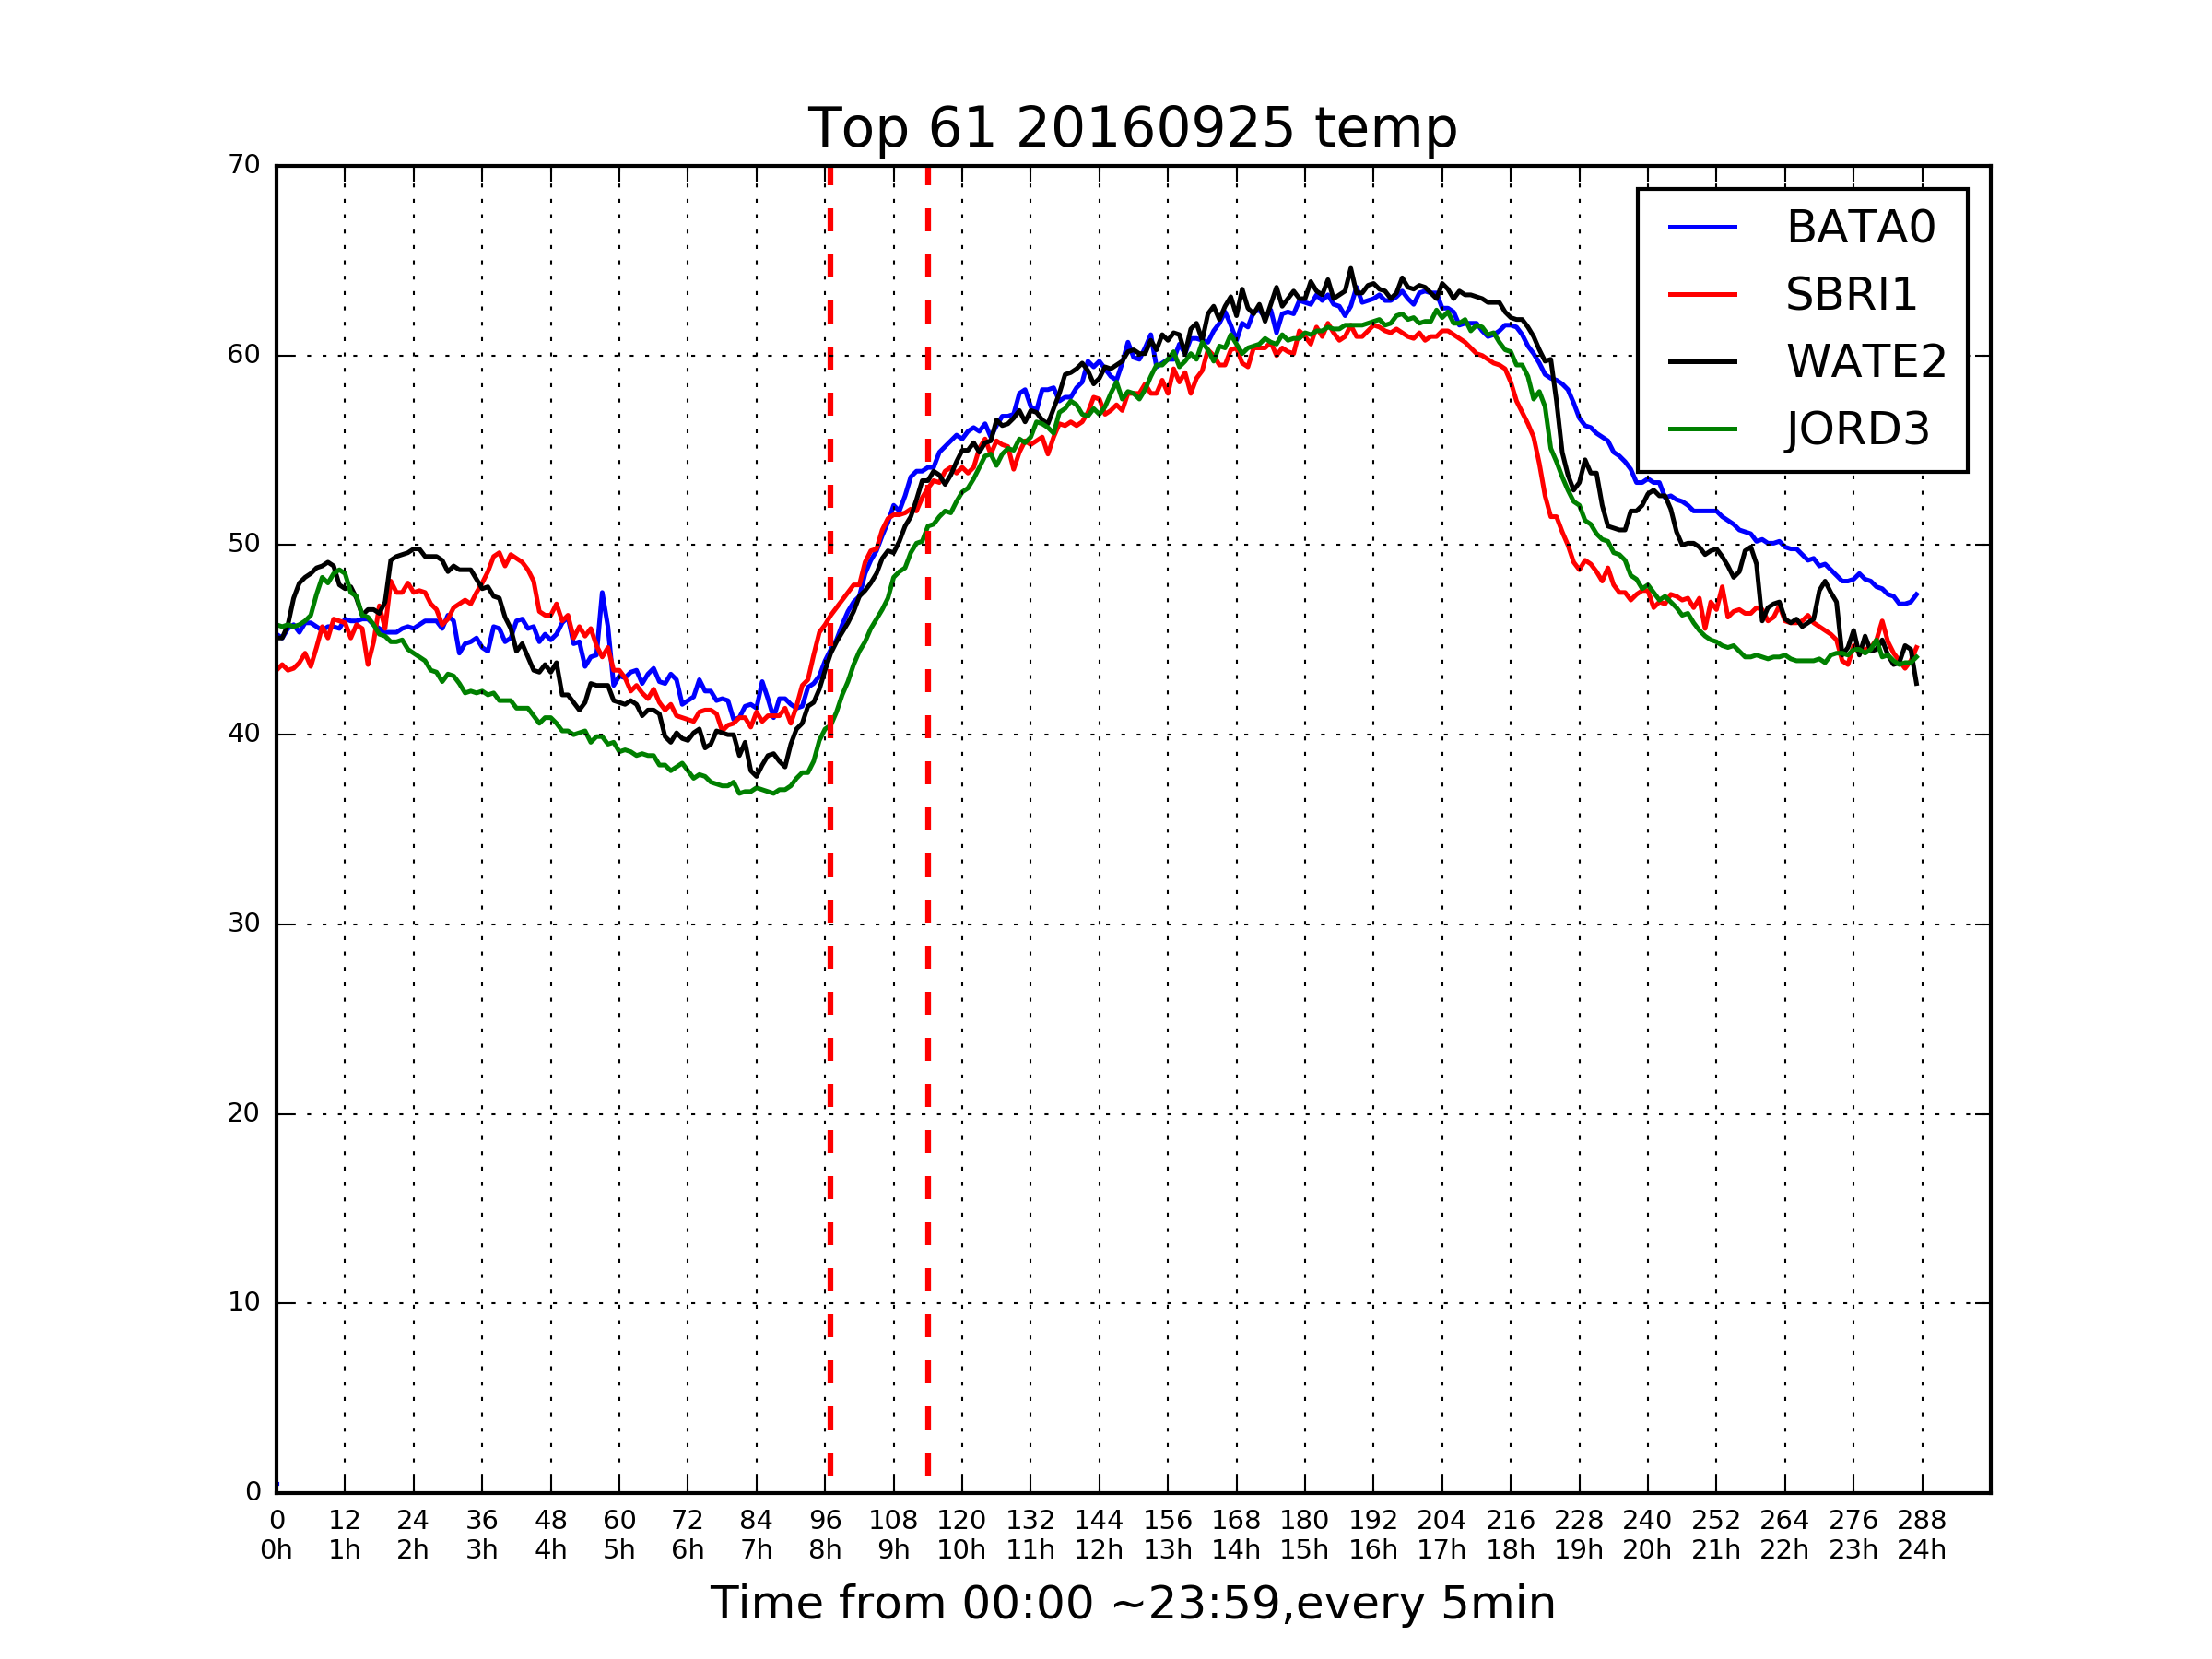 Top 61 20160925 temp
70
60
50
40
30
20
10
0
BATA0
SBRI1
WATE2
JORD3
0 12 24 36 48 60 72 84 96 108 120 132 144 156 168 180 192 204 216 228 240 252 264 276 288
0h 1h 2h 3h 4h 5h 6h 7h 8h 9h 10h 11h 12h 13h 14h 15h 16h 17h 18h 19h 20h 21h 22h 23h 24h
Time from 00:00 ~23:59,every 5min